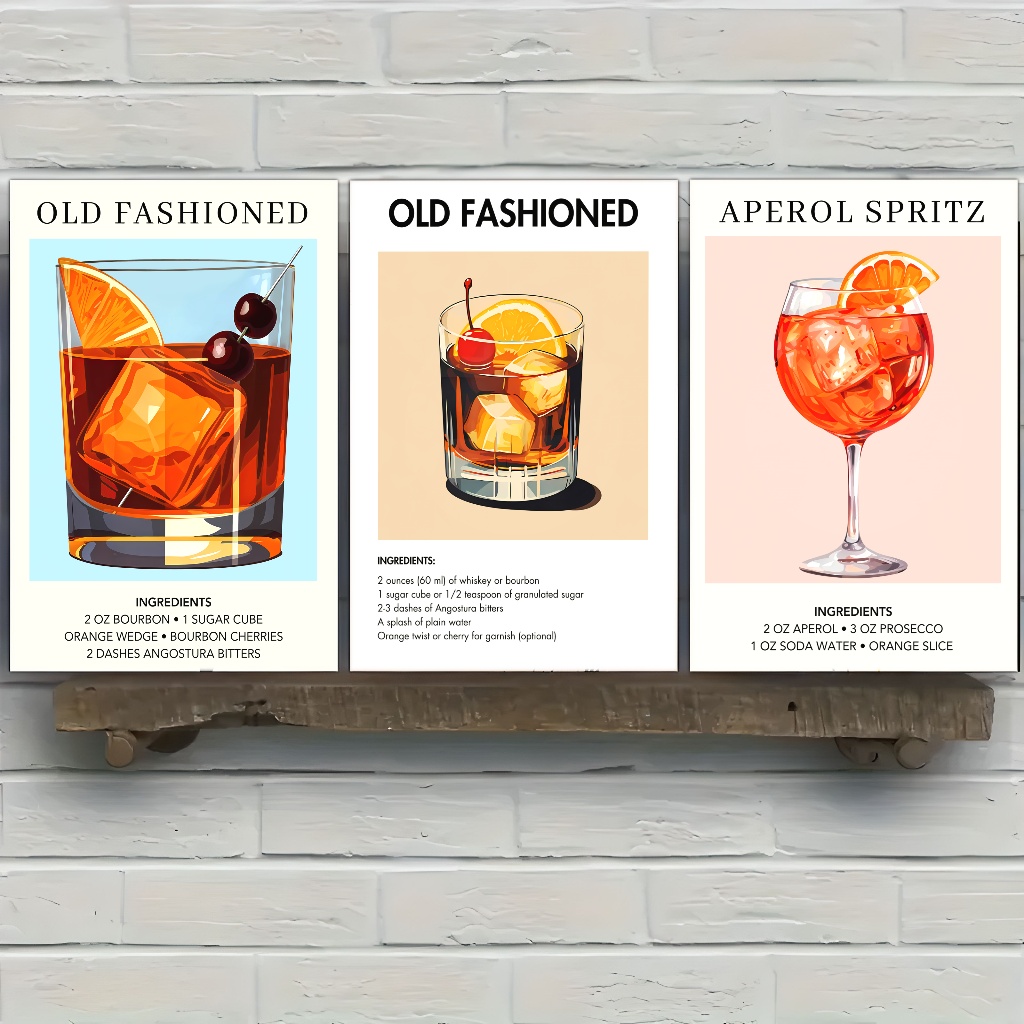 OLD FASHIONED
INGREDIENTS
2 OZ BOURBON • 1 SUGAR CUBE
ORANGE WEDGE • BOURBON CHERRIES
2 DASHES ANGOSTURA BITTERS
OLD FASHIONED
INGREDIENTS:
2 ounces (60 ml) of whiskey or bourbon
1 sugar cube or 1/2 teaspoon of granulated sugar
2-3 dashes of Angostura bitters
A splash of plain water
Orange twist or cherry for garnish (optional)
APEROL SPRITZ
INGREDIENTS
2 OZ APEROL • 3 OZ PROSECCO
1 OZ SODA WATER • ORANGE SLICE